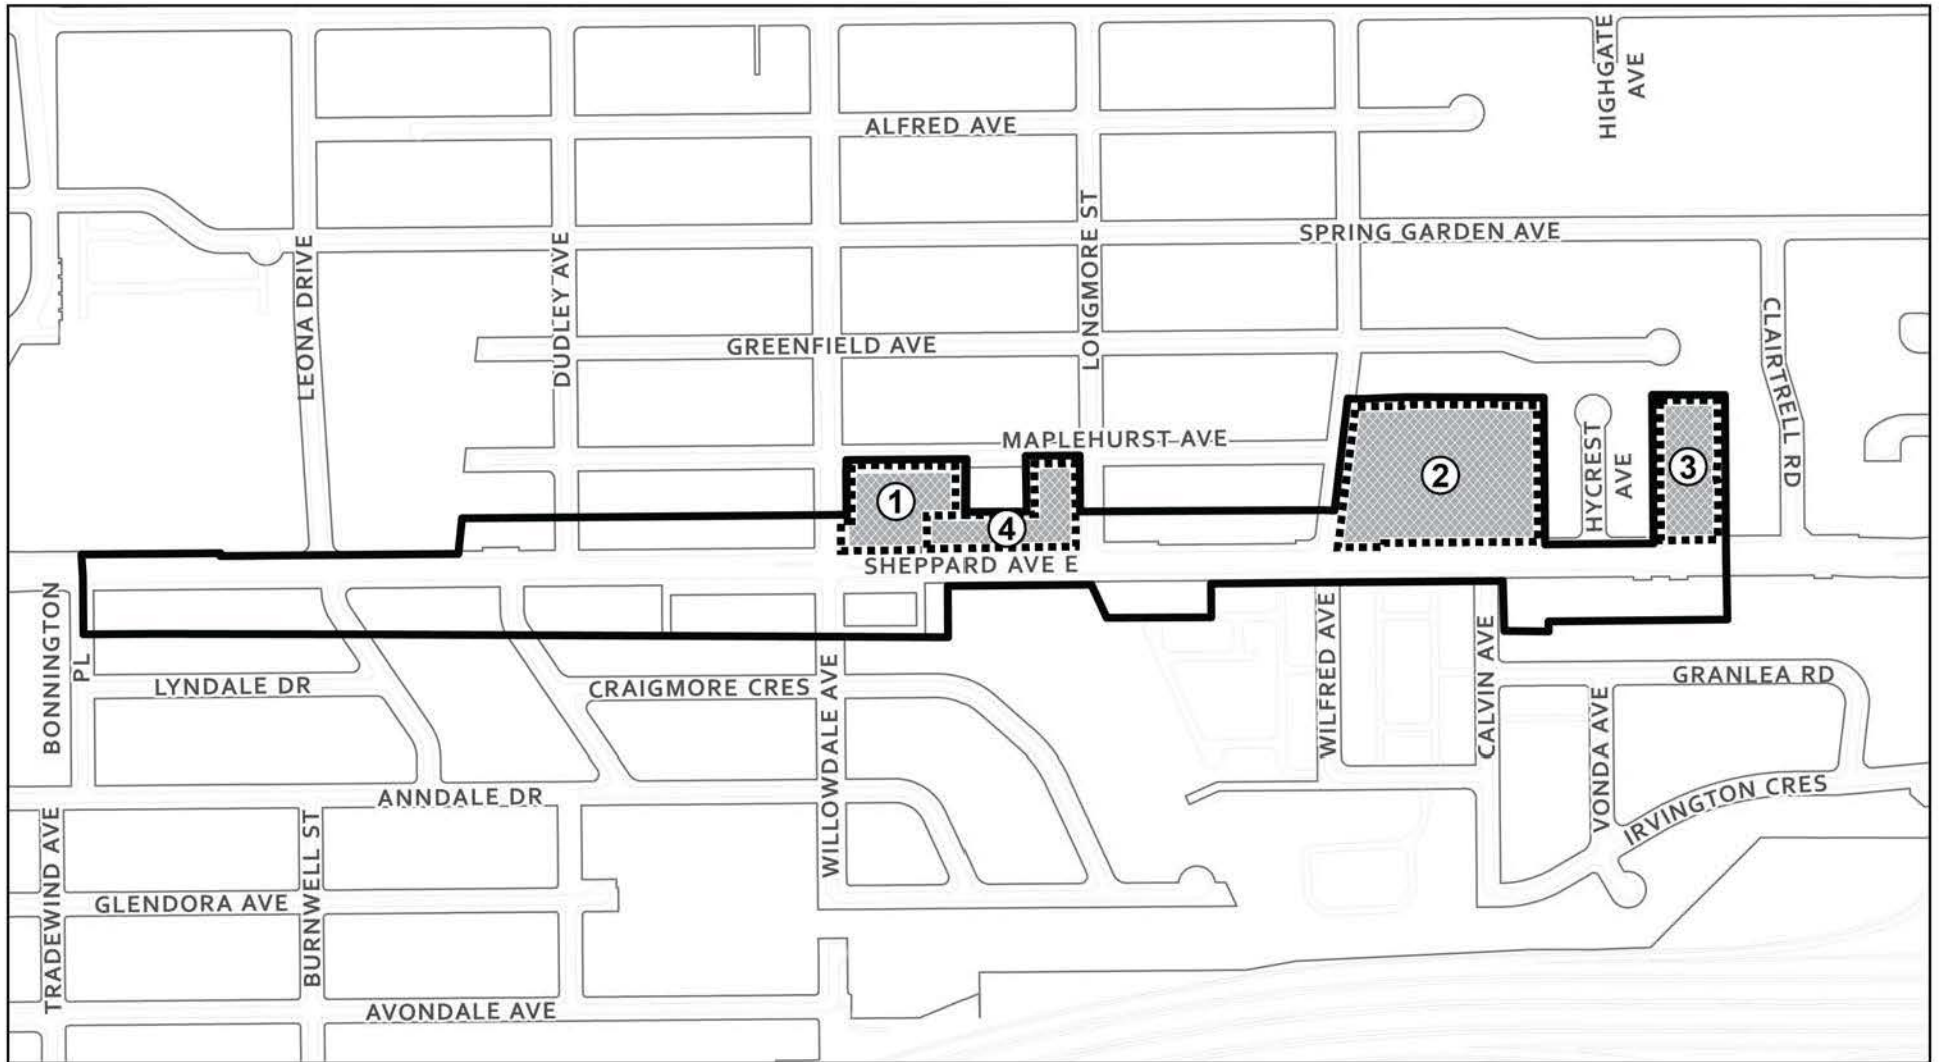 HIGHGATE
AVE
ALFRED AVE
SPRING GARDEN AVE
LEONA DRIVE
DUDLEY AVE
LONGMORE ST
GREENFIELD AVE
CLAIRTRELL RD
MAPLEHURST AVE
HYCREST
AVE
1
2
3
4
SHEPPARD AVE E
BONNINGTON
PL
LYNDALE DR
CRAIGMORE CRES
WILLOWDALE AVE
WILFRED AVE
CALVIN AVE
GRANLEA RD
VONDA AVE
IRVINGTON CRES
ANNDALE DR
TRADEWIND AVE
BURNWELL ST
GLENDORA AVE
AVONDALE AVE